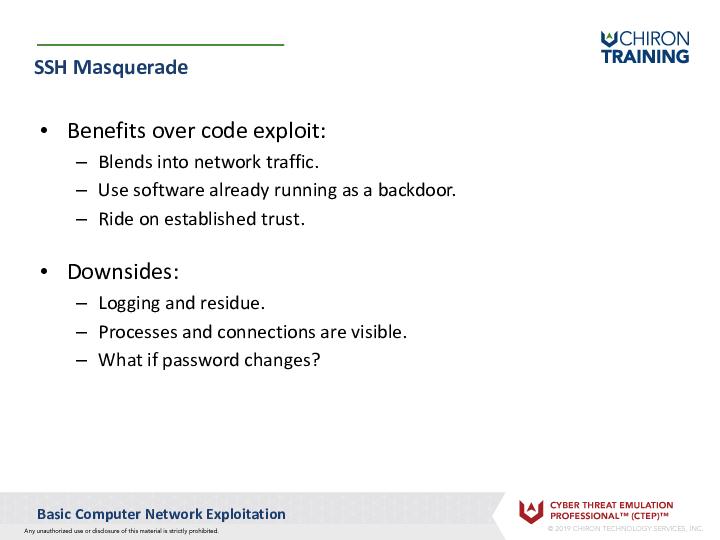 CHIRON
TRAINING
SSH Masquerade
• Benefits over code exploit:
– Blends into network traffic.
– Use software already running as a backdoor.
– Ride on established trust.
• Downsides:
– Logging and residue.
– Processes and connections are visible.
– What if password changes?
Basic Computer Network Exploitation
Any unauthorized use or disclosure of this material is strictly prohibited.
CYBER THREAT EMULATION
PROFESSIONAL™ (CTEP)™
© 2019 CHIRON TECHNOLOGY SERVICES, INC.